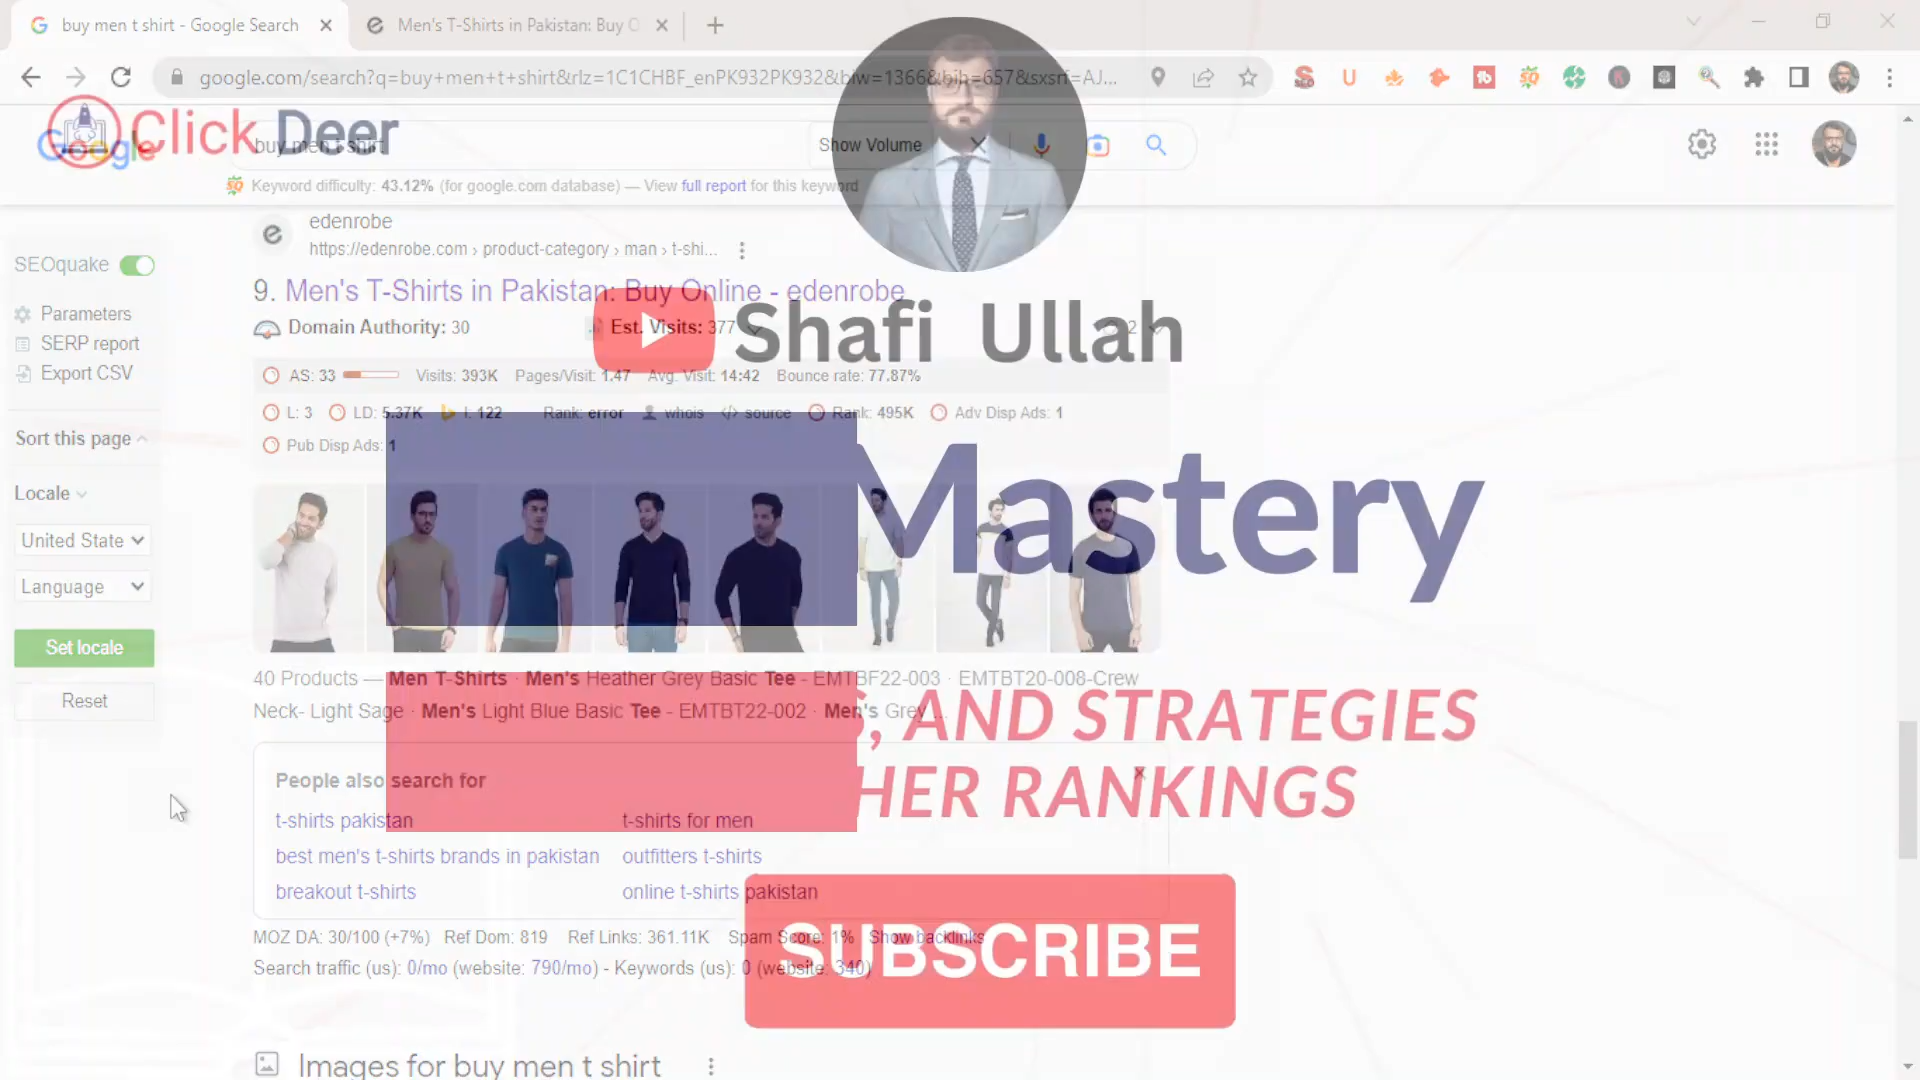 buy men t shirt - Google Search
Men's T-Shirts in Pakistan: Buy O
google.com/search?q=buy+men+t+shirt&rlz=1C1CHBF_enPK932PK932&biw=1366&bih=657&sxsrf=AJ...
Click Deer
Google
buy men t shirt
Show Volume
Keyword difficulty: 43.12% (for google.com database) — View full report for this keyword
edenrobe
https://edenrobe.com › product-category › man › t-shi...
SEOquake
Parameters
SERP report
Export CSV
Sort this page
Locale
United State
Language
Set locale
Reset
9. Men's T-Shirts in Pakistan: Buy Online - edenrobe
Domain Authority: 30
Est. Visits: 377
2
Shafi Ullah
AS: 33 Visits: 393K Pages/Visit: 1.47 Avg. Visit: 14:42 Bounce rate: 77.87%
L: 3 LD: 5.37K I: 122 Rank: error whois source Rank: 495K Adv Disp Ads: 1
Pub Disp Ads: 1
Mastery
40 Products — Men T-Shirts · Men's Heather Grey Basic Tee - EMTBF22-003 · EMTBT20-008-Crew
Neck- Light Sage · Men's Light Blue Basic Tee - EMTBT22-002 · Men's Grey ...
S, AND STRATEGIES
HER RANKINGS
People also search for
t-shirts pakistan
t-shirts for men
best men's t-shirts brands in pakistan
outfitters t-shirts
breakout t-shirts
online t-shirts pakistan
MOZ DA: 30/100 (+7%) Ref Dom: 819 Ref Links: 361.11K Spam Score: 1% Show backlinks
Search traffic (us): 0/mo (website: 790/mo) - Keywords (us): 0 (website: 340)
SUBSCRIBE
Images for buy men t shirt